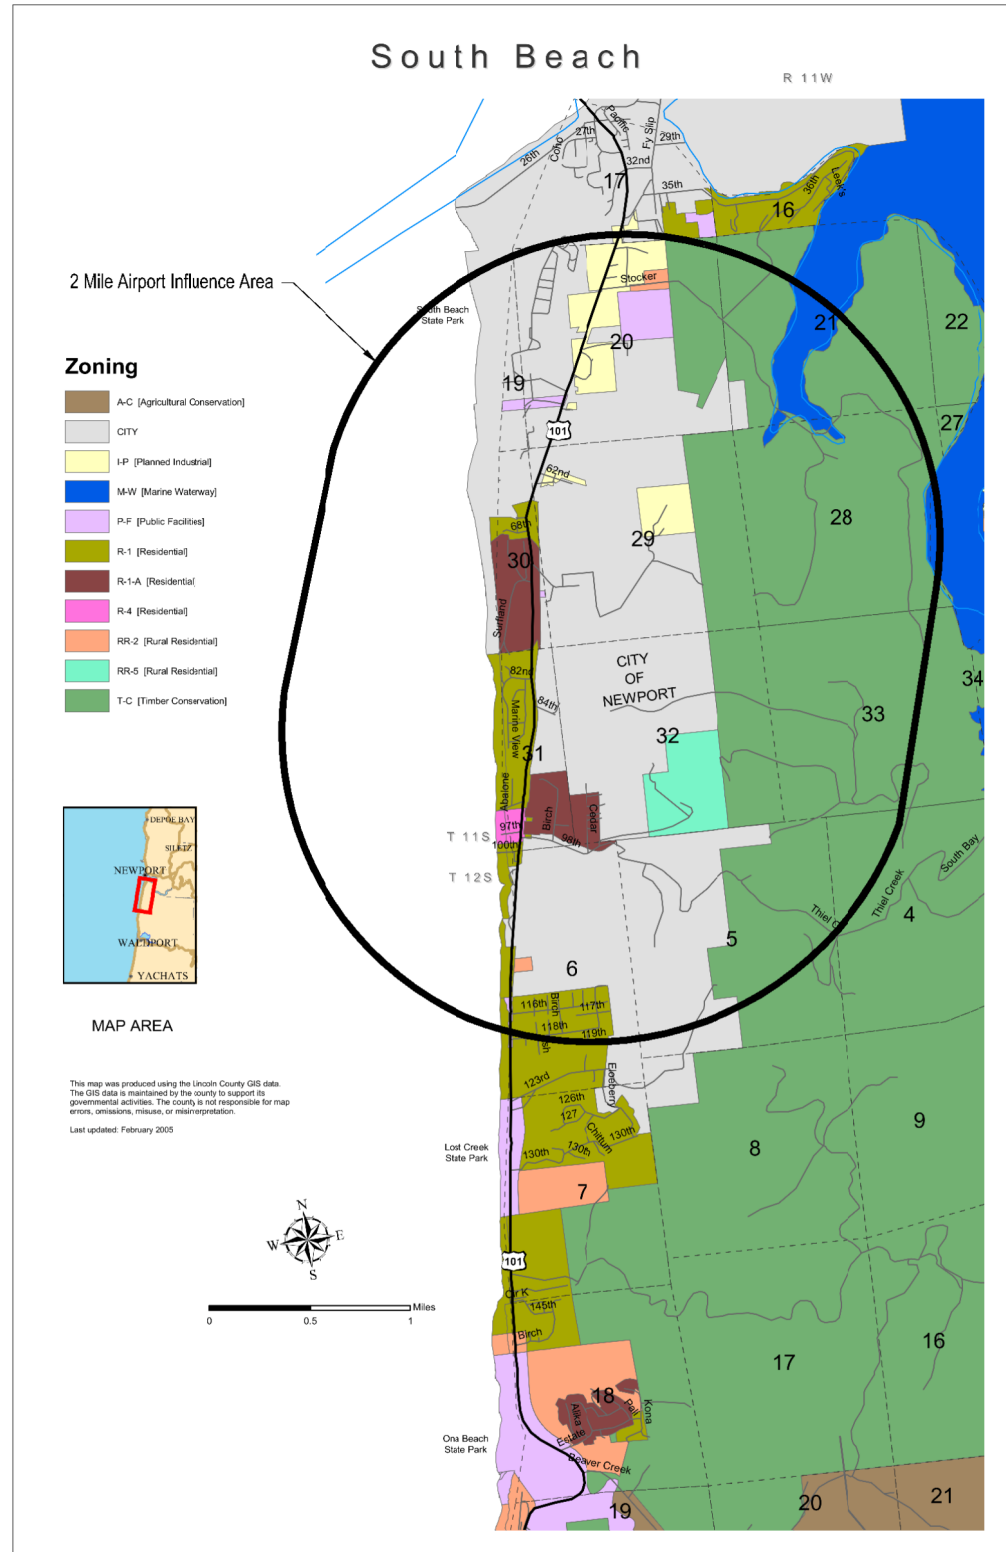 South Beach
R 11W
Pacific
27th
Fy Slip
29th
Coho
26th
32nd
17
35th
36th
Leek's
16
2 Mile Airport Influence Area
Stocker
South Beach
State Park
21
22
20
Zoning
19
A-C [Agricultural Conservation]
CITY
I-P [Planned Industrial]
M-W [Marine Waterway]
P-F [Public Facilities]
R-1 [Residential]
R-1-A [Residential
R-4 [Residential]
RR-2 [Rural Residential]
RR-5 [Rural Residential]
T-C [Timber Conservation]
27
101
62nd
28
68th
29
30
Surfland
CITY
OF
NEWPORT
82nd
34
84th
Marine View
33
32
31
Abalone
Birch
Cedar
97th
98th
T 11S
100th
T 12S
South Bay
Thiel Creek
Thiel C
4
5
6
DEPOE BAY
SILETZ
NEWPORT
WALDPORT
YACHATS
MAP AREA
116th
Birch
117th
118th
119th
sh
123rd
126th
127
Chittum
130th
130th
130th
9
8
This map was produced using the Lincoln County GIS data.
The GIS data is maintained by the county to support its
governmental activities. The county is not responsible for map
errors, omissions, misuse, or misinterpretation.
Last updated: February 2005
Lost Creek
State Park
7
N
W
E
S
101
Cir K
145th
Birch
Miles
0
0.5
1
16
17
18
Alika
Pali
Kona
Estate
Ona Beach
State Park
Beaver Creek
19
20
21